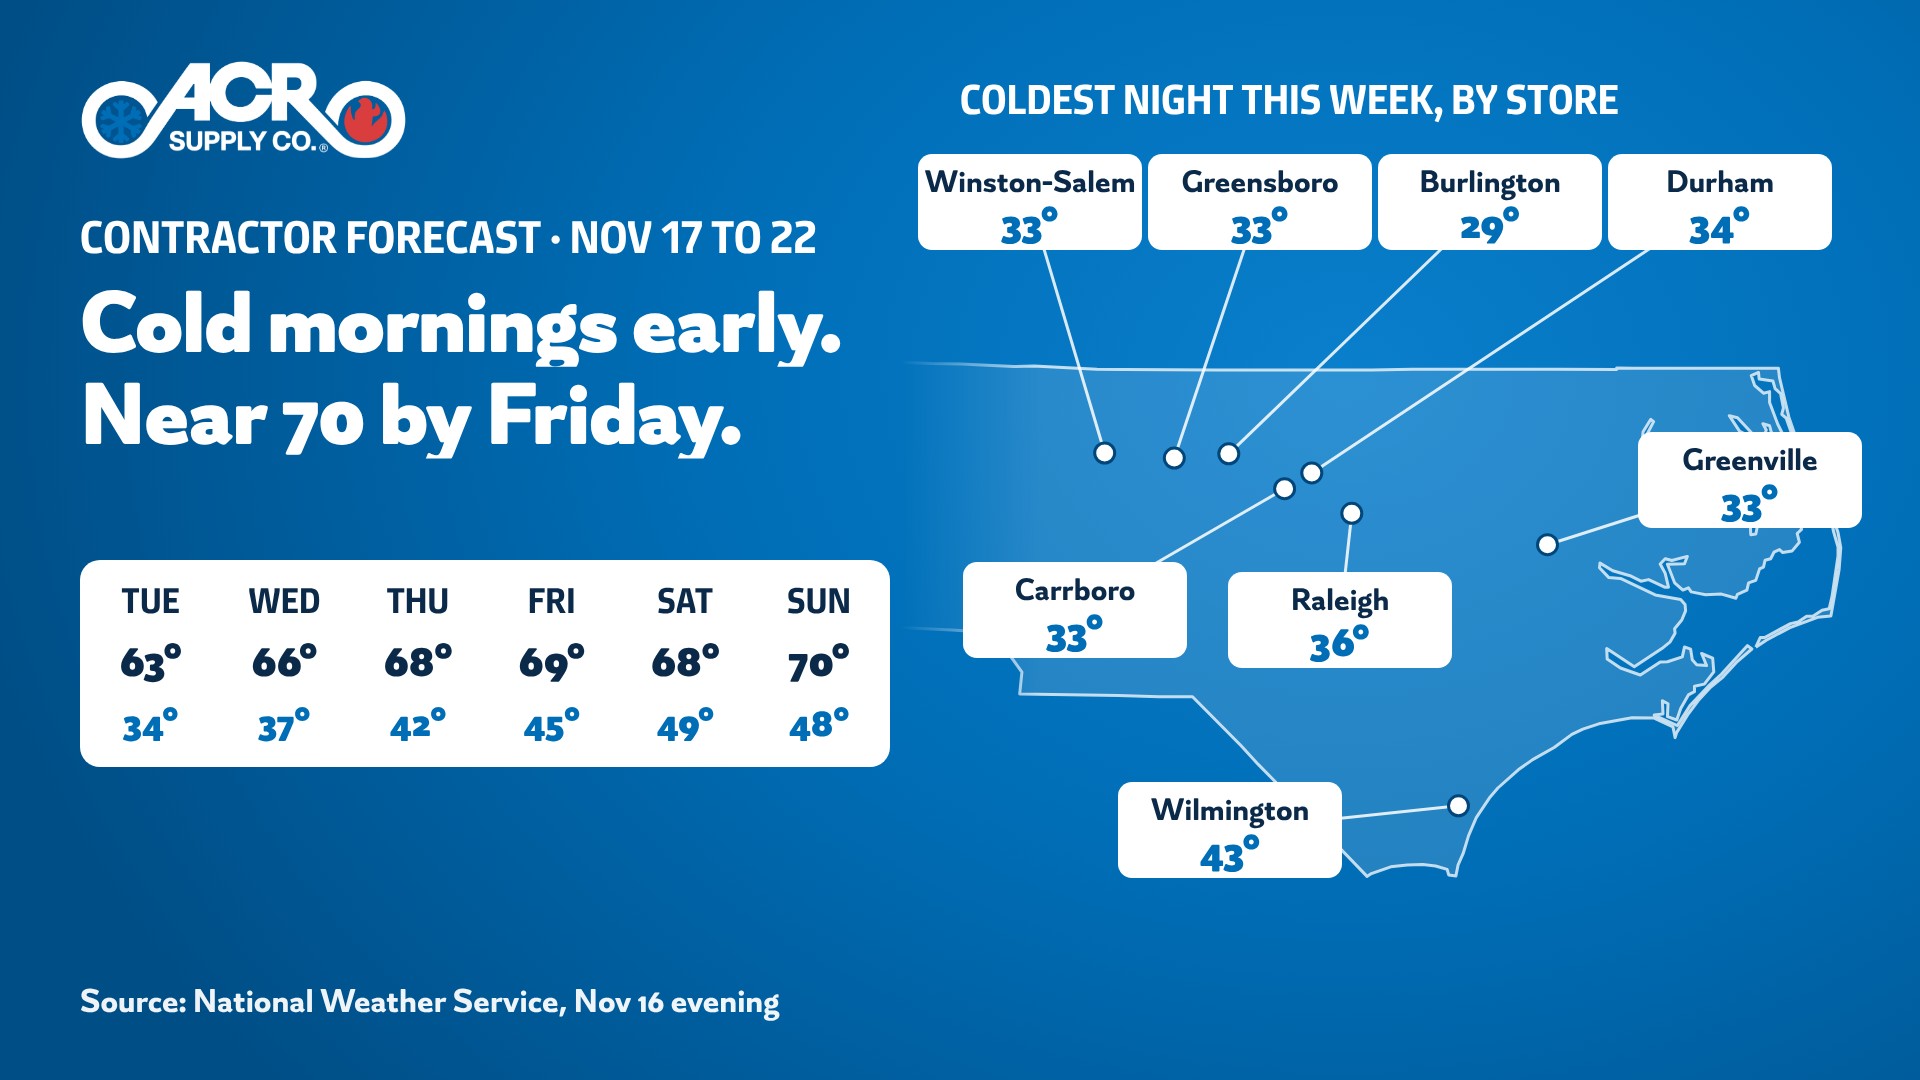 ACR
SUPPLY CO.®
CONTRACTOR FORECAST · NOV 17 TO 22
Cold mornings early.
Near 70 by Friday.
TUE WED THU FRI SAT SUN
63° 66° 68° 69° 68° 70°
34° 37° 42° 45° 49° 48°
Source: National Weather Service, Nov 16 evening
COLDEST NIGHT THIS WEEK, BY STORE
Winston-Salem Greensboro Burlington Durham
33° 33° 29° 34°
Greenville
33°
Carrboro
33°
Raleigh
36°
Wilmington
43°